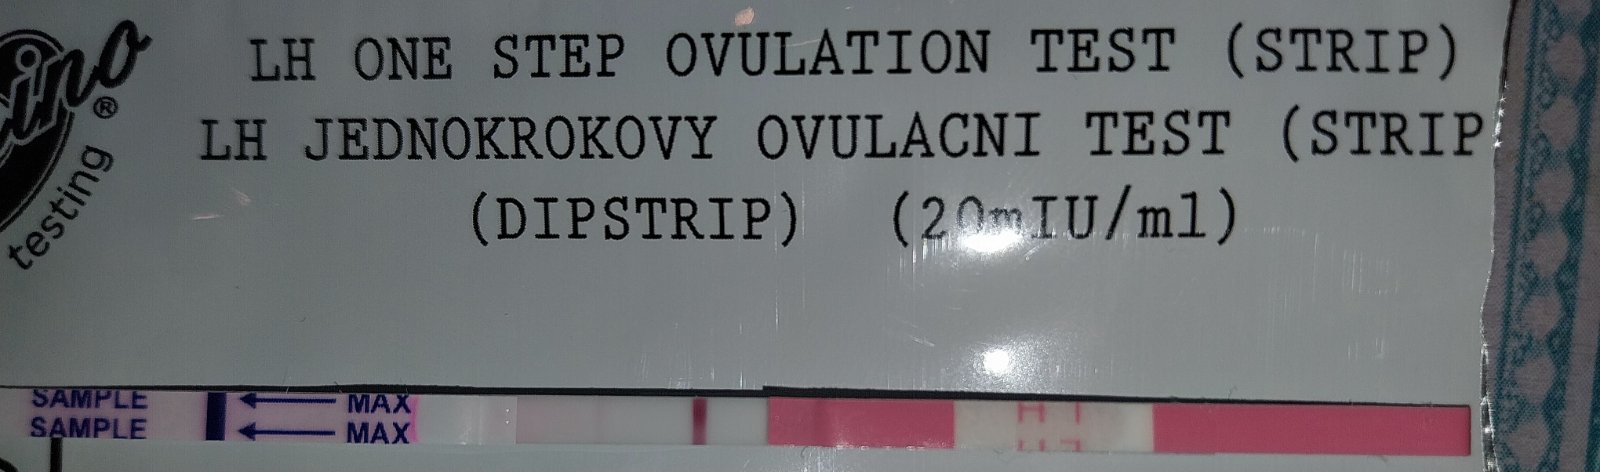 LH ONE STEP OVULATION TEST (STRIP)
LH JEDNOKROKOVY OVULACNI TEST (STRIP
(DIPSTRIP) (20mIU/ml)
testing ®
SAMPLE MAX
SAMPLE MAX